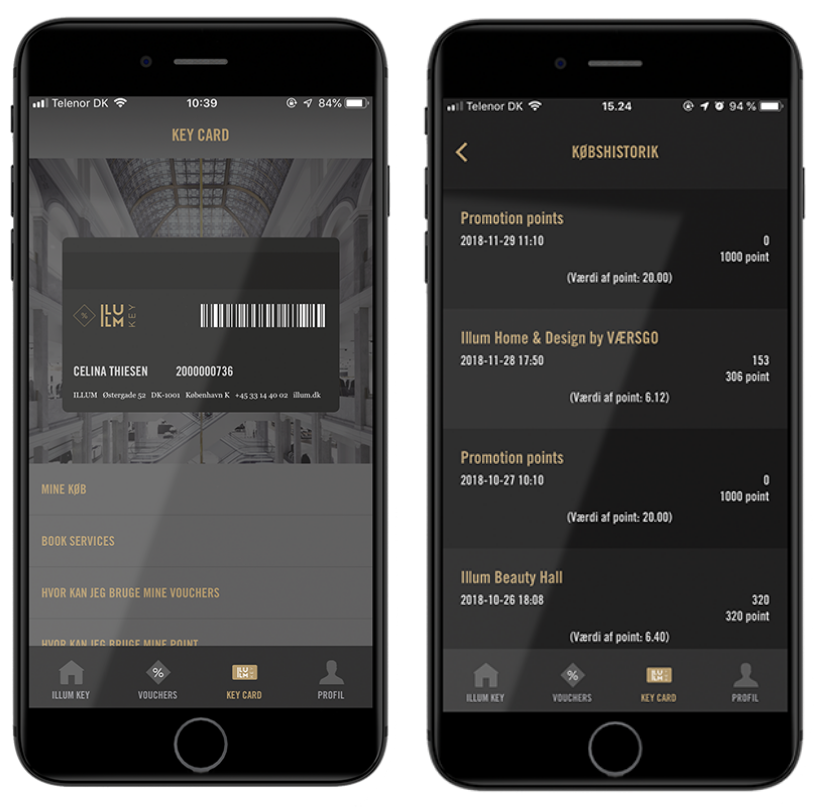 Telenor DK 10:39 84%
KEY CARD
%
ILLUM KEY
CELINA THIESEN 2000000736
ILLUM Østergade 52 DK-1001 København K +45 33 14 40 02 illum.dk
MINE KØB
BOOK SERVICES
HVOR KAN JEG BRUGE MINE VOUCHERS
HVOR KAN JEG BRUGE MINE POINT
%
ILLUM
ILLUM KEY VOUCHERS KEY CARD PROFIL
Telenor DK 15.24 94 %
KØBSHISTORIK
Promotion points
2018-11-29 11:10 0
1000 point
(Værdi af point: 20.00)
Illum Home & Design by VÆRSGO
2018-11-28 17:50 153
306 point
(Værdi af point: 6.12)
Promotion points
2018-10-27 10:10 0
1000 point
(Værdi af point: 20.00)
Illum Beauty Hall
2018-10-26 18:08 320
320 point
(Værdi af point: 6.40)
%
ILLUM
ILLUM KEY VOUCHERS KEY CARD PROFIL